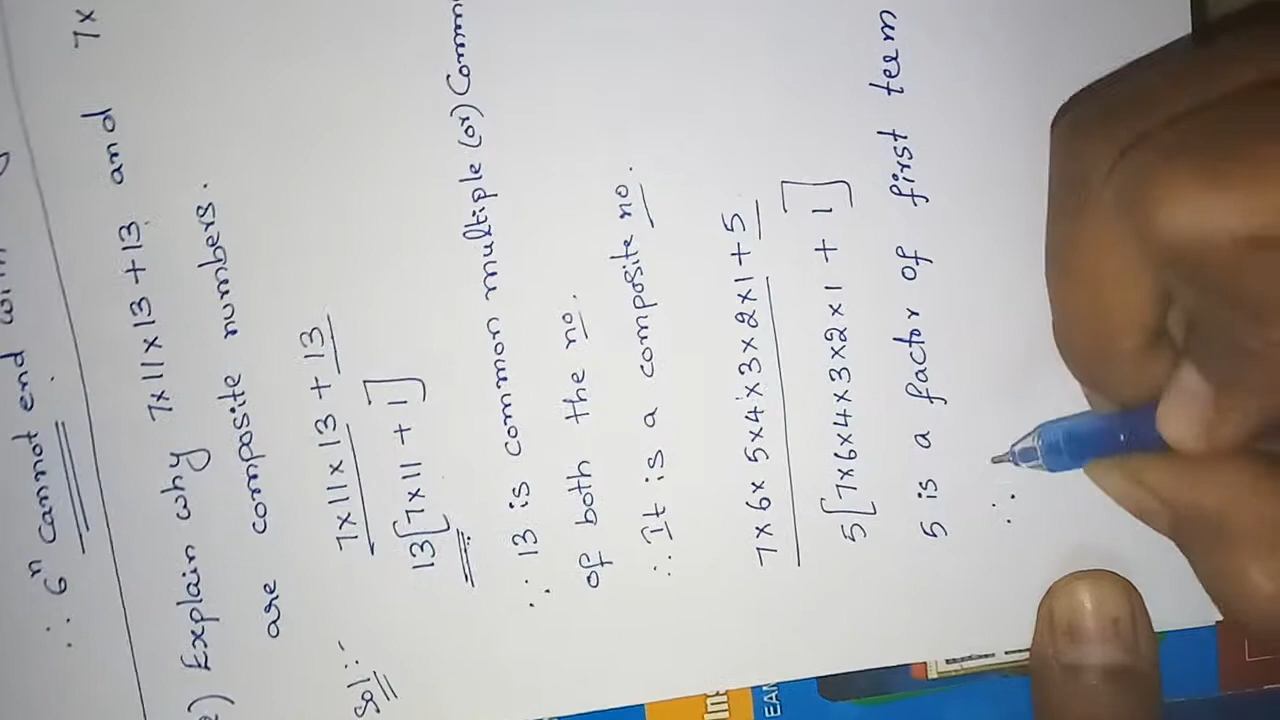 ∴ 6ⁿ cannot end
) Explain why 7×11×13+13 and 7×
are composite numbers.
Sol:- 7×11×13 + 13
13[7×11 + 1]
∴ 13 is common multiple (or)
of both the no.
∴ It is a composite no.
7×6×5×4×3×2×1+5
5[7×6×4×3×2×1 + 1]
5 is a factor of first term
∴